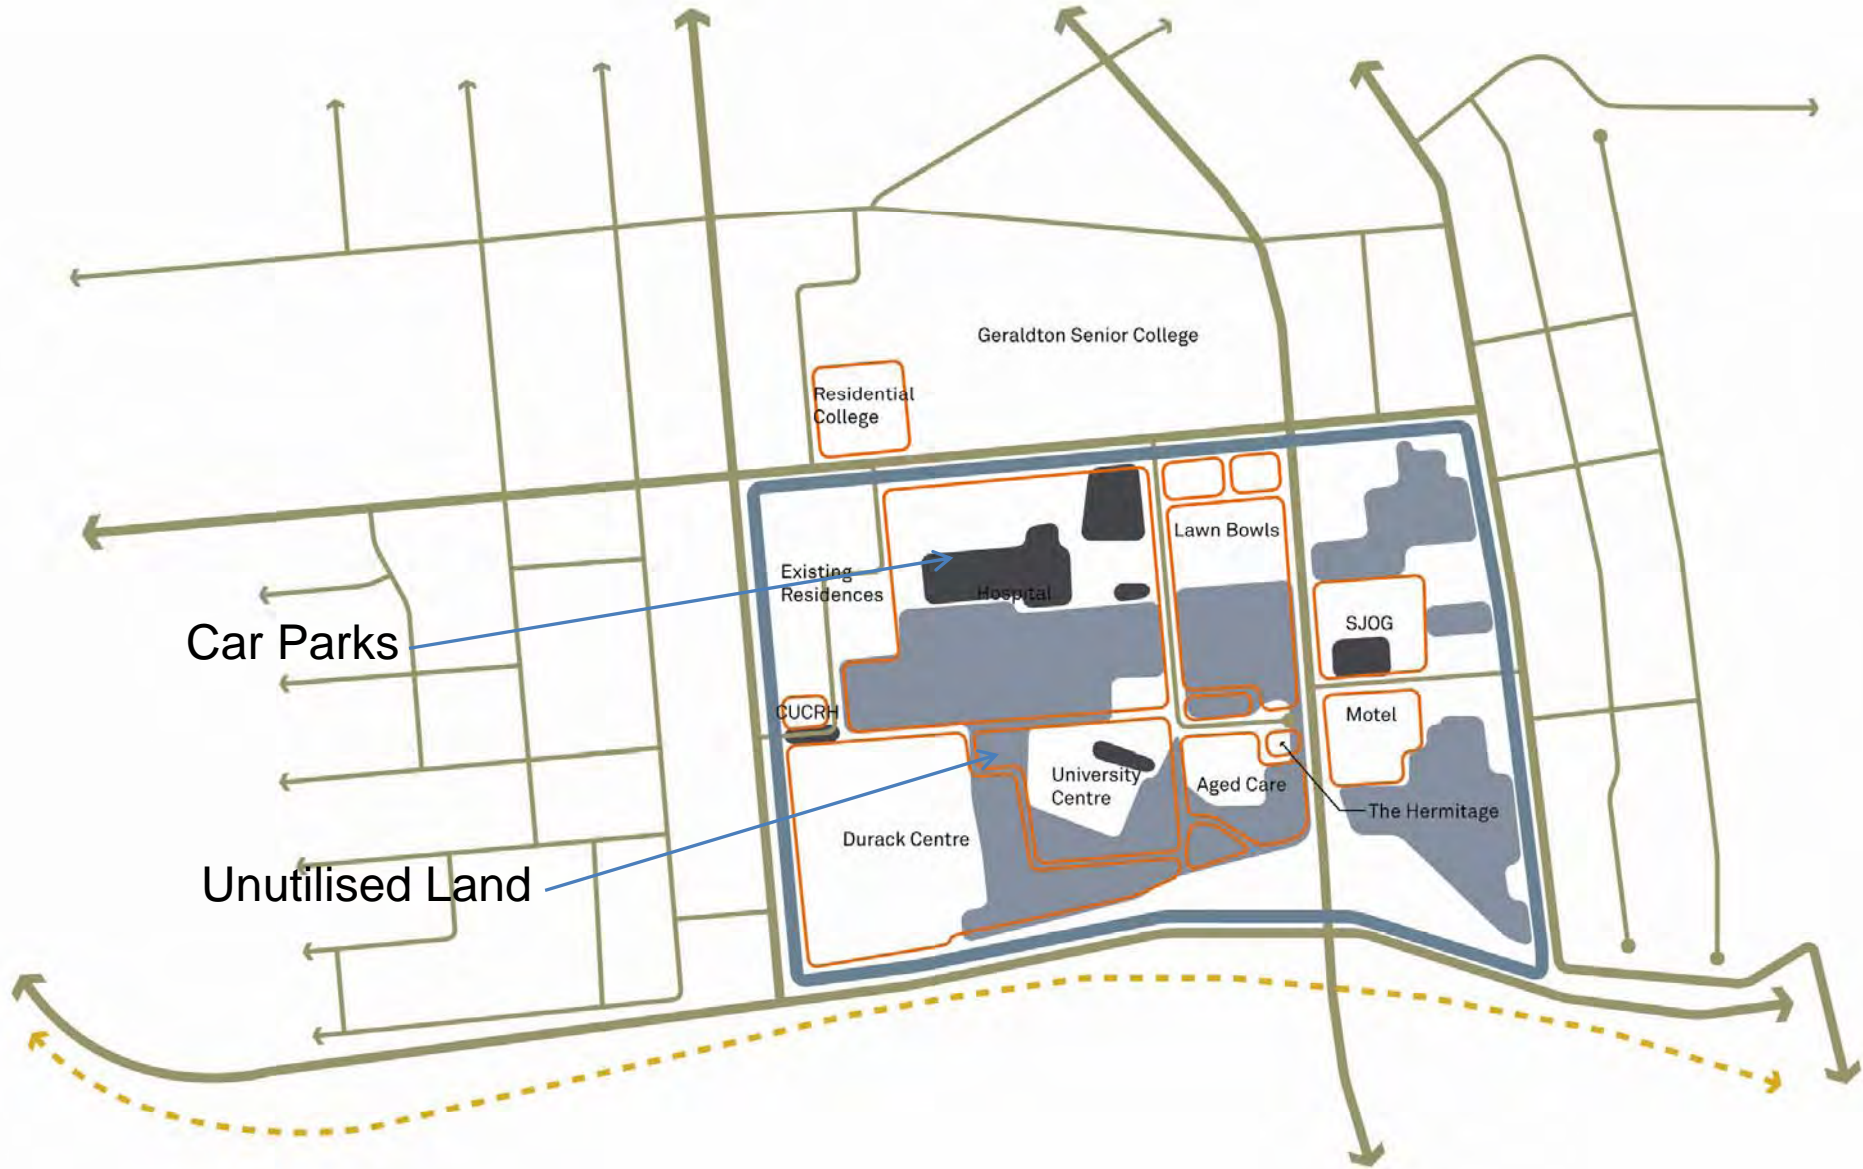 Geraldton Senior College
Residential
College
Lawn Bowls
Existing
Residences
Hospital
Car Parks
SJOG
CUCRH
Motel
University
Centre
Aged Care
The Hermitage
Durack Centre
Unutilised Land